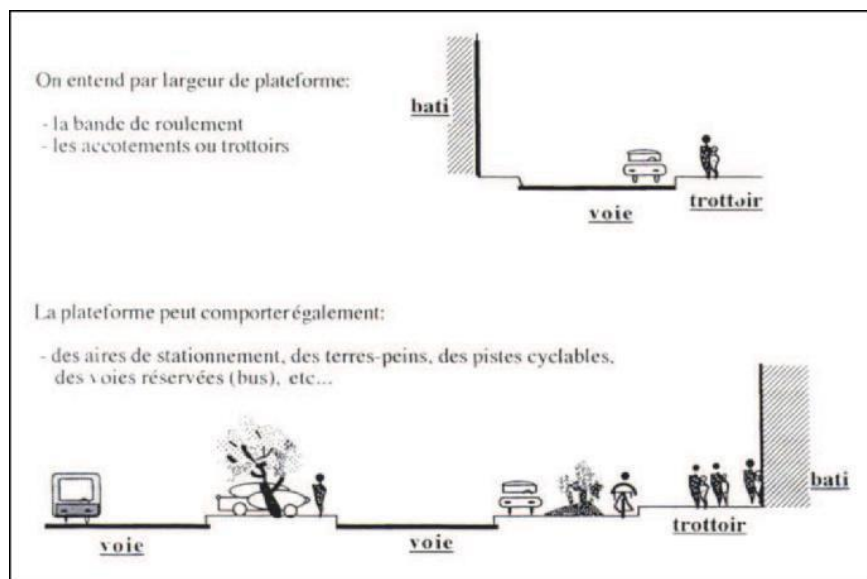 On entend par largeur de plateforme:
- la bande de roulement
- les accotements ou trottoirs
bati
voie
trottoir
La plateforme peut comporter également:
- des aires de stationnement, des terres-peins, des pistes cyclables,
des voies réservées (bus), etc...
voie
voie
trottoir
bati